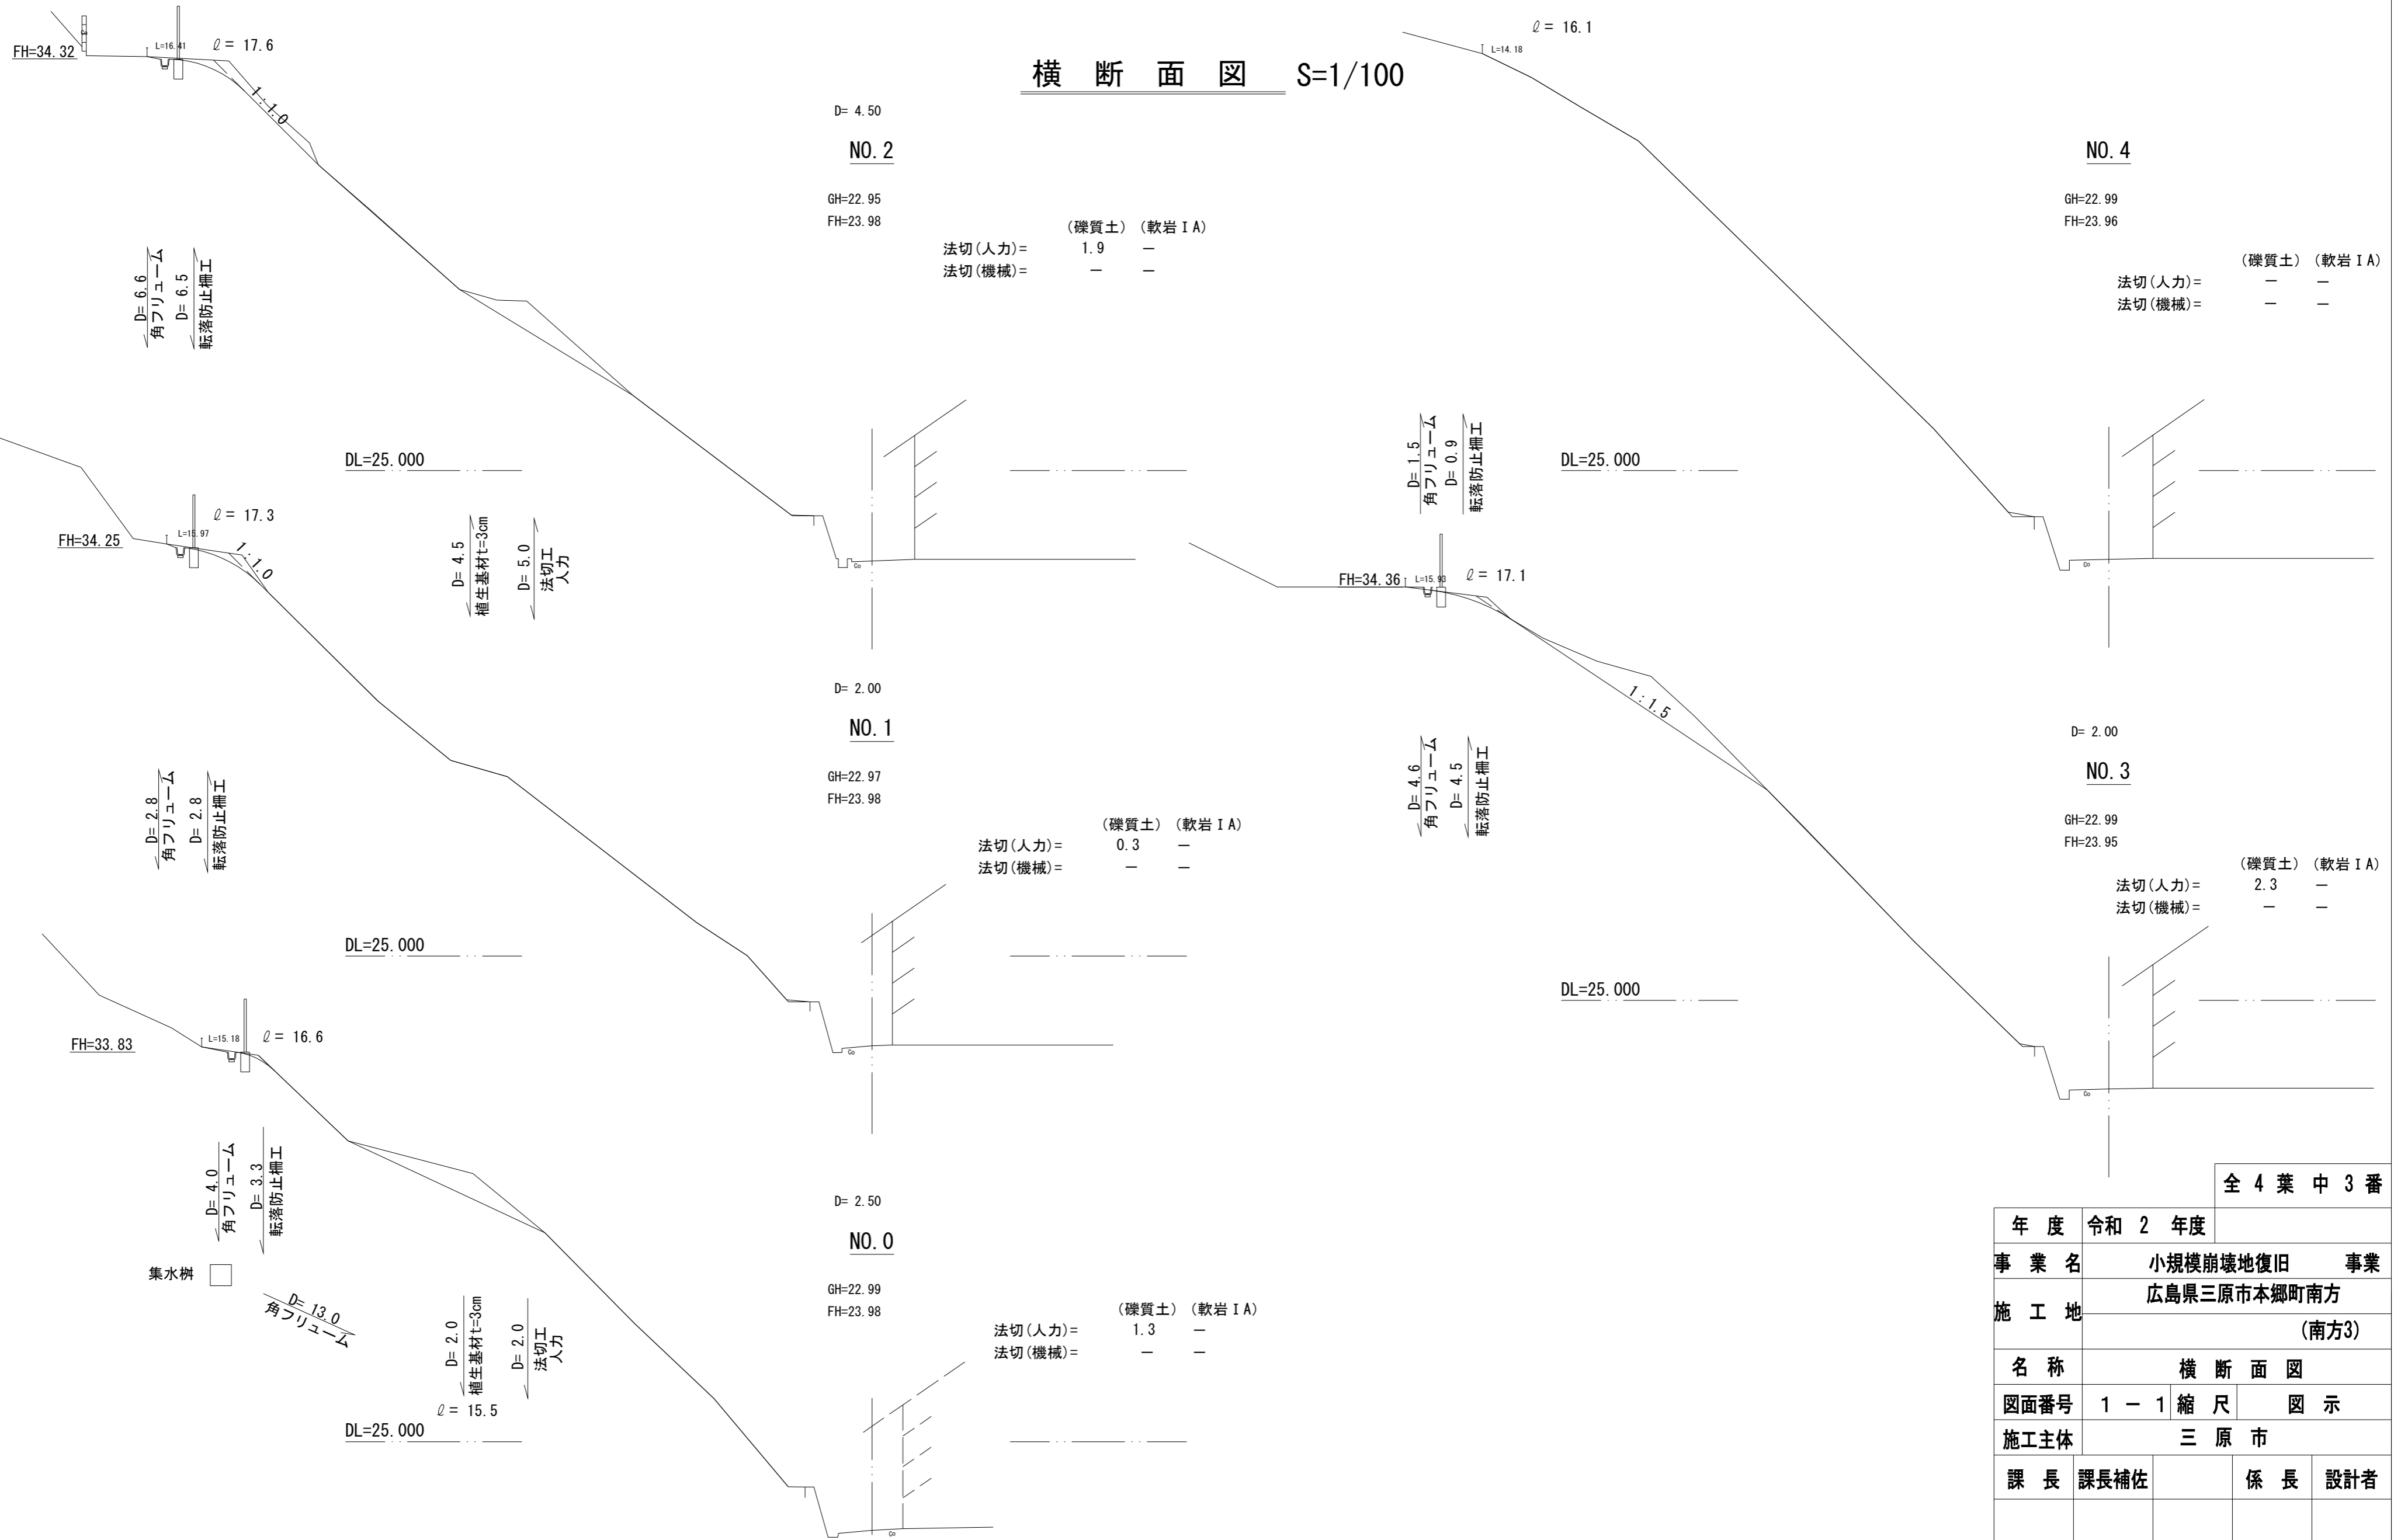 横断面図 S=1/100
FH=34.32
L=16.41
ℓ= 17.6
1:1.0
D= 4.50
NO.2
GH=22.95
FH=23.98
(礫質土) (軟岩ⅠA)
法切(人力)= 1.9 －
法切(機械)= － －
D= 6.6
角フリューム
D= 6.5
転落防止柵工
DL=25.000
Co
FH=34.25
L=15.97
ℓ= 17.3
1:1.0
D= 4.5
植生基材t=3cm
D= 5.0
法切工
人力
D= 2.00
NO.1
GH=22.97
FH=23.98
(礫質土) (軟岩ⅠA)
法切(人力)= 0.3 －
法切(機械)= － －
D= 2.8
角フリューム
D= 2.8
転落防止柵工
DL=25.000
Co
FH=33.83
L=15.18
ℓ= 16.6
D= 4.0
角フリューム
D= 3.3
転落防止柵工
集水桝
D= 13.0
角フリューム
D= 2.0
植生基材t=3cm
D= 2.0
法切工
人力
ℓ= 15.5
D= 2.50
NO.0
GH=22.99
FH=23.98
(礫質土) (軟岩ⅠA)
法切(人力)= 1.3 －
法切(機械)= － －
DL=25.000
Co
L=14.18
ℓ= 16.1
NO.4
GH=22.99
FH=23.96
(礫質土) (軟岩ⅠA)
法切(人力)= － －
法切(機械)= － －
D= 1.5
角フリューム
D= 0.9
転落防止柵工
DL=25.000
Co
FH=34.36
L=15.93
ℓ= 17.1
1:1.5
D= 4.6
角フリューム
D= 4.5
転落防止柵工
D= 2.00
NO.3
GH=22.99
FH=23.95
(礫質土) (軟岩ⅠA)
法切(人力)= 2.3 －
法切(機械)= － －
DL=25.000
Co
全4葉中3番
年度 令和2年度
事業名 小規模崩壊地復旧 事業
施工地 広島県三原市本郷町南方
(南方3)
名称 横断面図
図面番号 1－1 縮尺 図示
施工主体 三原市
課長 課長補佐 係長 設計者